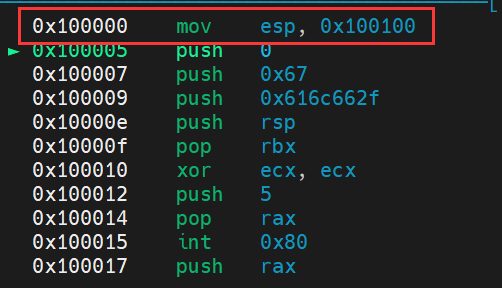 0x100000 mov esp, 0x100100
► 0x100005 push 0
0x100007 push 0x67
0x100009 push 0x616c662f
0x10000e push rsp
0x10000f pop rbx
0x100010 xor ecx, ecx
0x100012 push 5
0x100014 pop rax
0x100015 int 0x80
0x100017 push rax